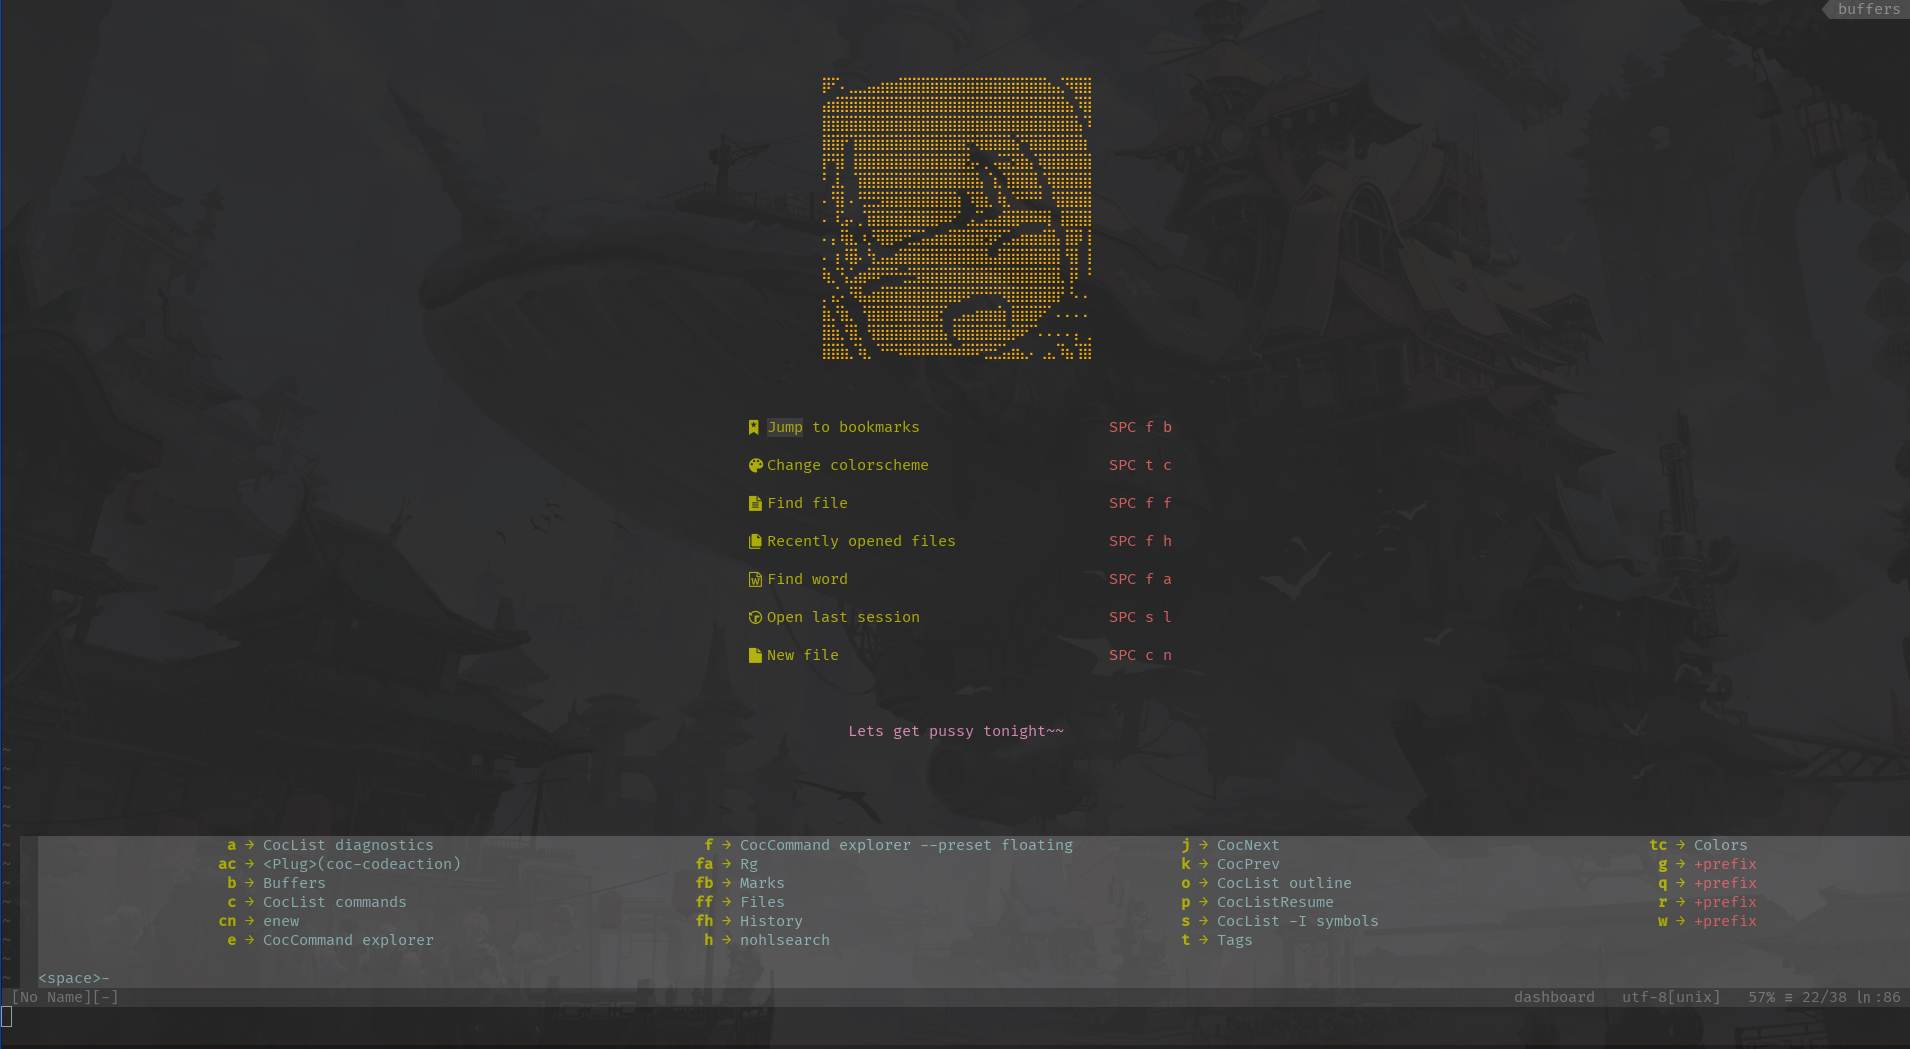 buffers
Jump to bookmarks SPC f b
Change colorscheme SPC t c
Find file SPC f f
Recently opened files SPC f h
Find word SPC f a
Open last session SPC s l
New file SPC c n
Lets get pussy tonight~~
~
~
~
~
~
~ a → CocList diagnostics f → CocCommand explorer --preset floating j → CocNext tc → Colors
~ ac → <Plug>(coc-codeaction) fa → Rg k → CocPrev g → +prefix
~ b → Buffers fb → Marks o → CocList outline q → +prefix
~ c → CocList commands ff → Files p → CocListResume r → +prefix
~ cn → enew fh → History s → CocList -I symbols w → +prefix
~ e → CocCommand explorer h → nohlsearch t → Tags
~
~ <space>-
[No Name][-] dashboard utf-8[unix] 57% ≡ 22/38 ln :86